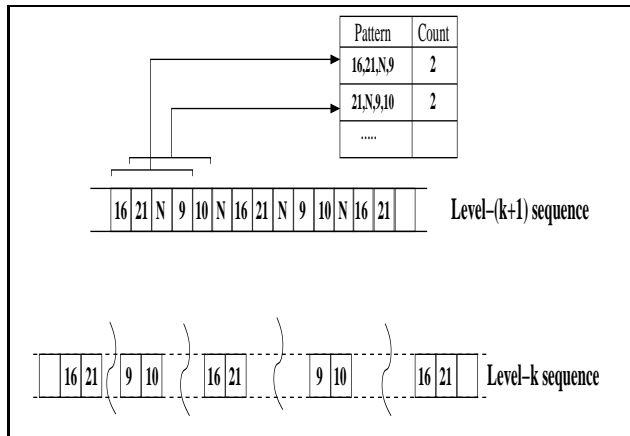 Pattern Count
16,21,N,9 2
21,N,9,10 2
.....
16 21 N 9 10 N 16 21 N 9 10 N 16 21 Level-(k+1) sequence
16 21 9 10 16 21 9 10 16 21 Level-k sequence